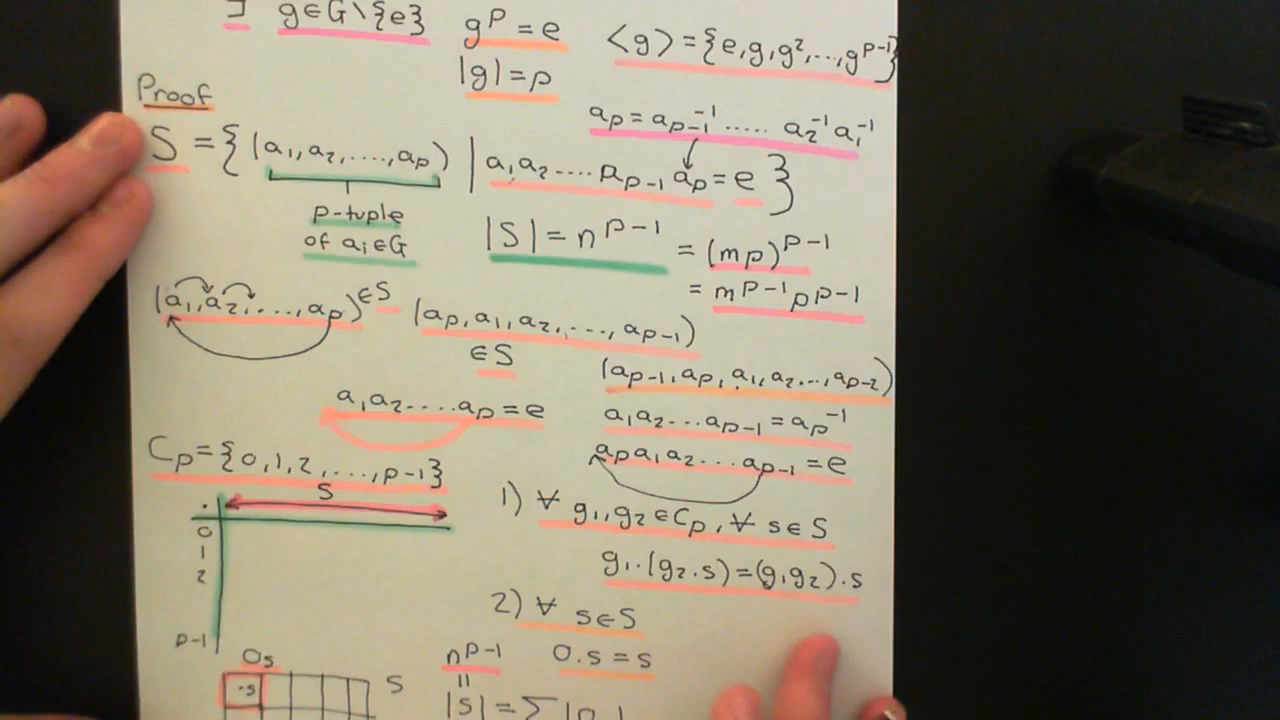 ∃ g∈G\{e} g^p = e <g> = {e, g, g², ..., g^{p-1}}
|g| = p
Proof
a_p = a_{p-1}^{-1} ..... a_2^{-1} a_1^{-1}
S = {(a_1, a_2, ...., a_p) | a_1 a_2 .... a_{p-1} a_p = e}
p-tuple
of a_i∈G
|S| = n^{p-1} = (mp)^{p-1}
= m^{p-1} p^{p-1}
(a_1, a_2, ...., a_p) ∈S (a_p, a_1, a_2, ...., a_{p-1})
∈S
(a_{p-1}, a_p, a_1, a_2, ..., a_{p-2})
a_1 a_2 .... a_p = e
a_1 a_2 ... a_{p-1} = a_p^{-1}
C_p = {0, 1, 2, ...., p-1}
a_p a_1 a_2 ... a_{p-1} = e
S
1) ∀ g_1, g_2 ∈ C_p, ∀ s∈S
g_1.(g_2.s) = (g_1 g_2).s
.
0
1
2
p-1
2) ∀ s∈S
0.s = s
O_s
.s
S
n^{p-1}
||
|S| = Σ |O